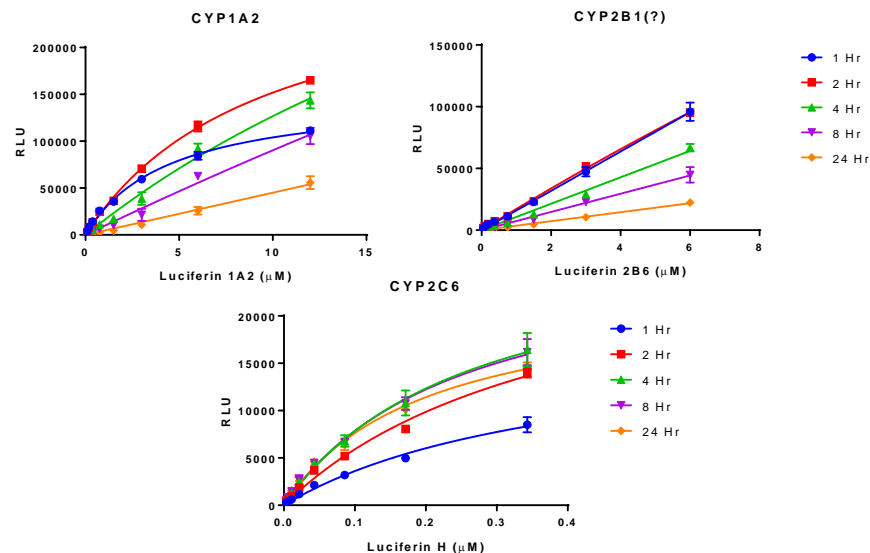 CYP1A2
200000
150000
100000
50000
0
RLU
0
5
10
15
Luciferin 1A2 (μM)
CYP2B1(?)
150000
100000
50000
0
RLU
0
2
4
6
8
Luciferin 2B6 (μM)
1 Hr
2 Hr
4 Hr
8 Hr
24 Hr
CYP2C6
20000
15000
10000
5000
0
RLU
0.0
0.1
0.2
0.3
0.4
Luciferin H (μM)
1 Hr
2 Hr
4 Hr
8 Hr
24 Hr